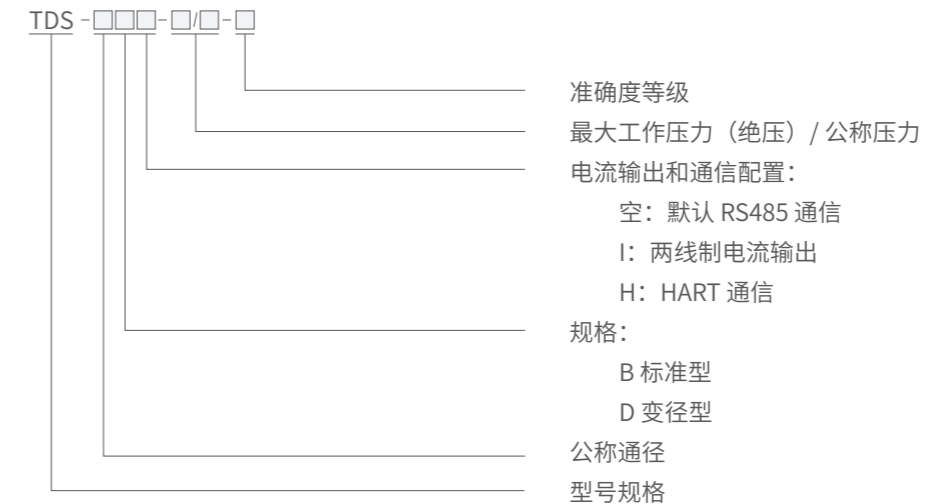 TDS -□□□-□/□-□
准确度等级
最大工作压力（绝压）/ 公称压力
电流输出和通信配置：
空：默认 RS485 通信
I：两线制电流输出
H：HART 通信
规格：
B 标准型
D 变径型
公称通径
型号规格